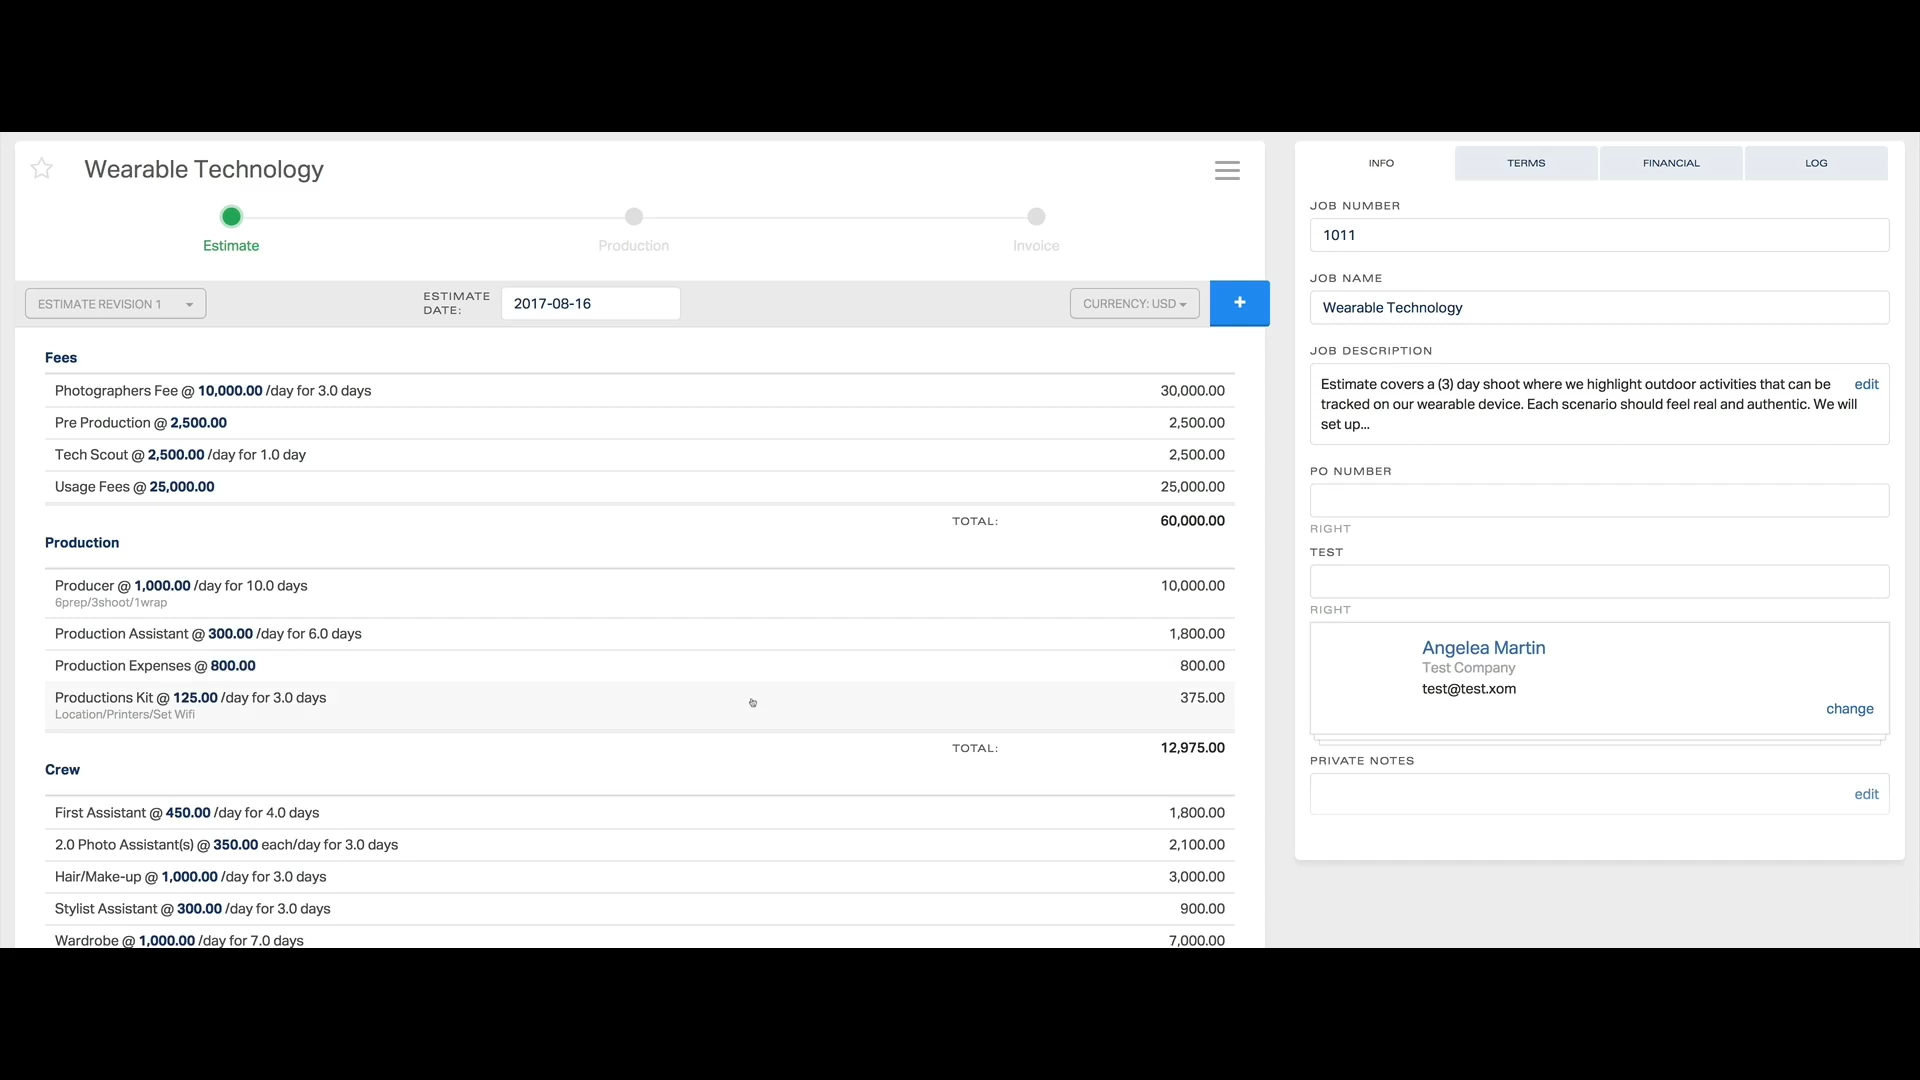 Wearable Technology
Estimate
Production
Invoice
ESTIMATE REVISION 1
ESTIMATE
DATE:
2017-08-16
CURRENCY: USD
+
Fees
Photographers Fee @ 10,000.00 /day for 3.0 days 30,000.00
Pre Production @ 2,500.00 2,500.00
Tech Scout @ 2,500.00 /day for 1.0 day 2,500.00
Usage Fees @ 25,000.00 25,000.00
TOTAL: 60,000.00
Production
Producer @ 1,000.00 /day for 10.0 days 10,000.00
6prep/3shoot/1wrap
Production Assistant @ 300.00 /day for 6.0 days 1,800.00
Production Expenses @ 800.00 800.00
Productions Kit @ 125.00 /day for 3.0 days 375.00
Location/Printers/Set Wifi
TOTAL: 12,975.00
Crew
First Assistant @ 450.00 /day for 4.0 days 1,800.00
2.0 Photo Assistant(s) @ 350.00 each/day for 3.0 days 2,100.00
Hair/Make-up @ 1,000.00 /day for 3.0 days 3,000.00
Stylist Assistant @ 300.00 /day for 3.0 days 900.00
Wardrobe @ 1,000.00 /day for 7.0 days 7,000.00
INFO
TERMS
FINANCIAL
LOG
JOB NUMBER
1011
JOB NAME
Wearable Technology
JOB DESCRIPTION
Estimate covers a (3) day shoot where we highlight outdoor activities that can be edit
tracked on our wearable device. Each scenario should feel real and authentic. We will
set up...
PO NUMBER
RIGHT
TEST
RIGHT
Angelea Martin
Test Company
test@test.xom
change
PRIVATE NOTES
edit